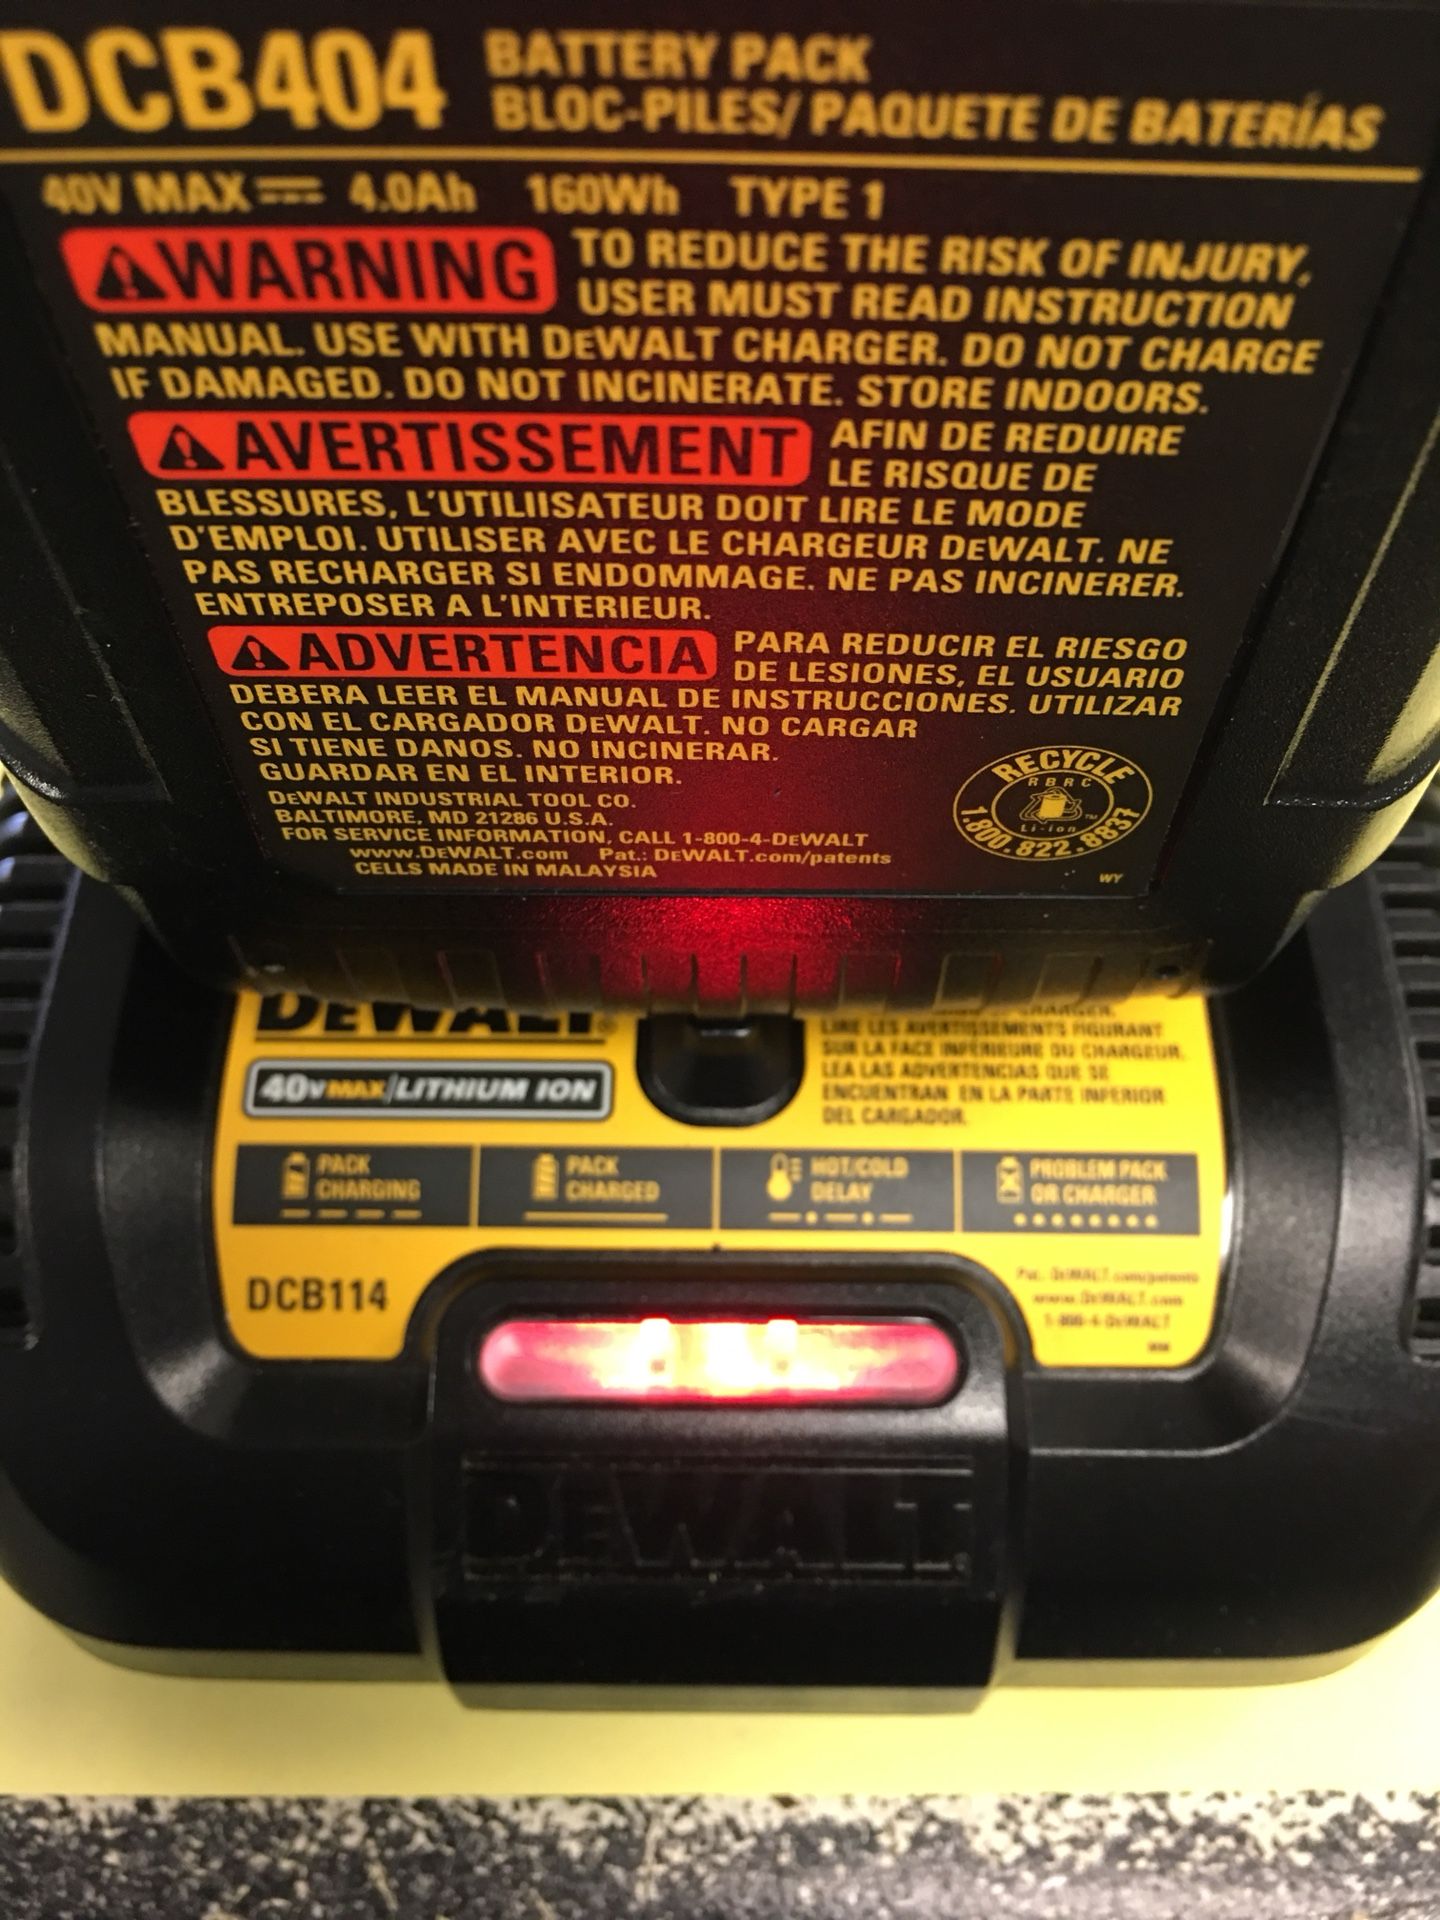 DCB404
BATTERY PACK
BLOC-PILES/ PAQUETE DE BATERÍAS
40V MAX 4.0Ah 160Wh TYPE 1
WARNING TO REDUCE THE RISK OF INJURY,
USER MUST READ INSTRUCTION
MANUAL. USE WITH DEWALT CHARGER. DO NOT CHARGE
IF DAMAGED. DO NOT INCINERATE. STORE INDOORS.
AVERTISSEMENT AFIN DE REDUIRE
LE RISQUE DE
BLESSURES, L'UTILIISATEUR DOIT LIRE LE MODE
D'EMPLOI. UTILISER AVEC LE CHARGEUR DEWALT. NE
PAS RECHARGER SI ENDOMMAGE. NE PAS INCINERER.
ENTREPOSER A L'INTERIEUR.
ADVERTENCIA PARA REDUCIR EL RIESGO
DE LESIONES, EL USUARIO
DEBERA LEER EL MANUAL DE INSTRUCCIONES. UTILIZAR
CON EL CARGADOR DEWALT. NO CARGAR
SI TIENE DANOS. NO INCINERAR.
GUARDAR EN EL INTERIOR.
DEWALT INDUSTRIAL TOOL CO.
BALTIMORE, MD 21286 U.S.A.
FOR SERVICE INFORMATION, CALL 1-800-4-DEWALT
www.DEWALT.com Pat.: DEWALT.com/patents
CELLS MADE IN MALAYSIA
RECYCLE
RBRC
Li-ion TM
1.800.822.8837
WY
DEWALT®
40V MAX/LITHIUM ION
CHARGER.
LIRE LES AVERTISSEMENTS FIGURANT
SUR LA FACE INFERIEURE DU CHARGEUR.
LEA LAS ADVERTENCIAS QUE SE
ENCUENTRAN EN LA PARTE INFERIOR
DEL CARGADOR.
PACK
CHARGING
PACK
CHARGED
HOT/COLD
DELAY
PROBLEM PACK
OR CHARGER
DCB114
Pat.: DEWALT.com/patents
www.DEWALT.com
1-800-4-DEWALT
DEWALT